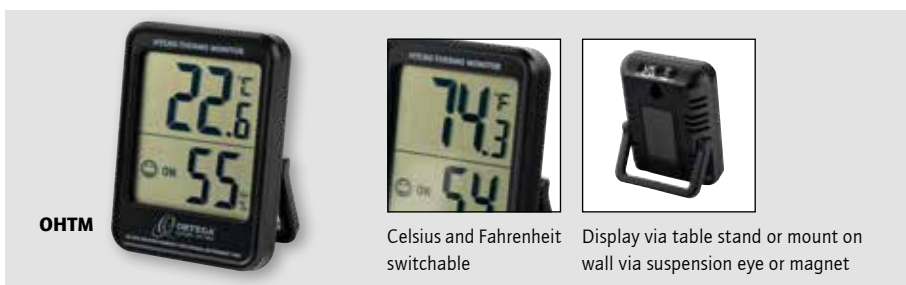 HYGRO-THERMO MONITOR
22.6 °C
ON 55
ORTEGA
OHTM
HYGRO-THERMO MONITOR
74.3 °F
ON 54
Celsius and Fahrenheit
switchable
Display via table stand or mount on
wall via suspension eye or magnet